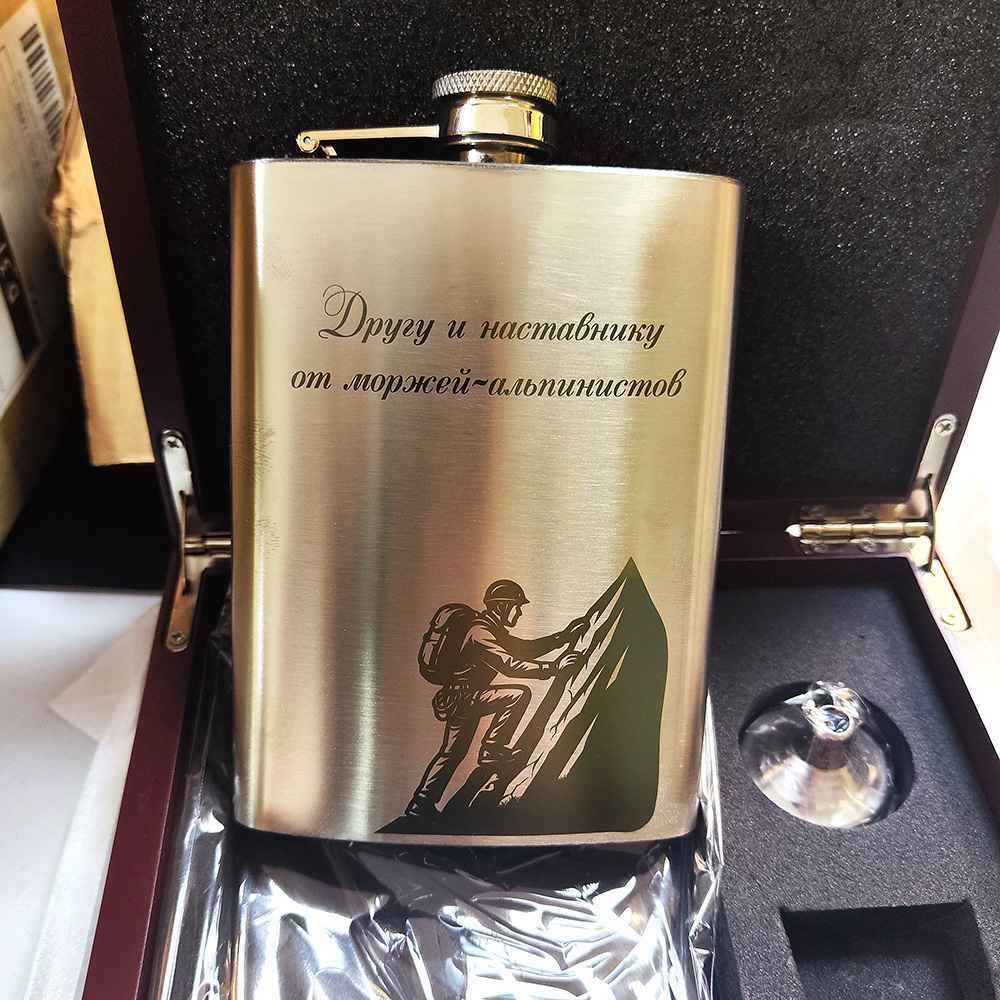 Другу и наставнику
от моржей-альпинистов